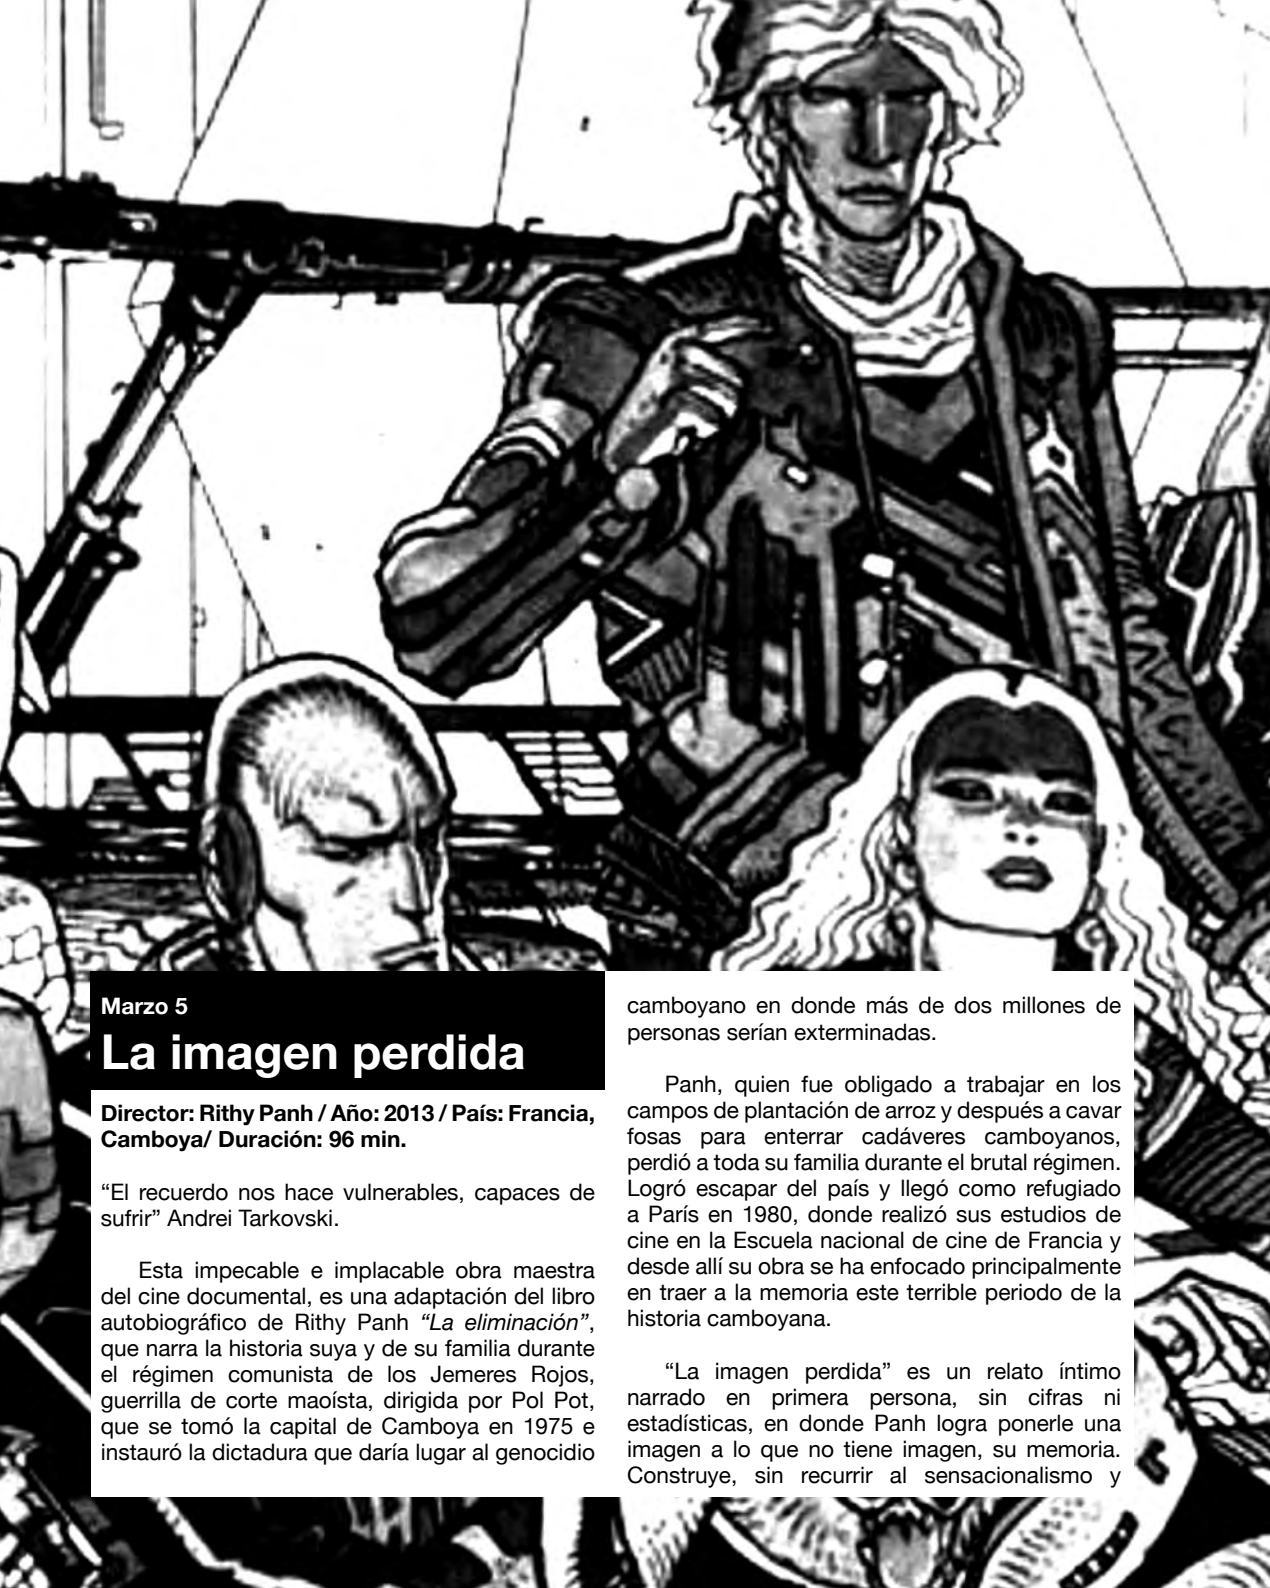 Marzo 5
La imagen perdida
Director: Rithy Panh / Año: 2013 / País: Francia,
Camboya/ Duración: 96 min.
“El recuerdo nos hace vulnerables, capaces de
sufrir” Andrei Tarkovski.
Esta impecable e implacable obra maestra
del cine documental, es una adaptación del libro
autobiográfico de Rithy Panh “La eliminación”,
que narra la historia suya y de su familia durante
el régimen comunista de los Jemeres Rojos,
guerrilla de corte maoísta, dirigida por Pol Pot,
que se tomó la capital de Camboya en 1975 e
instauró la dictadura que daría lugar al genocidio
camboyano en donde más de dos millones de
personas serían exterminadas.
Panh, quien fue obligado a trabajar en los
campos de plantación de arroz y después a cavar
fosas para enterrar cadáveres camboyanos,
perdió a toda su familia durante el brutal régimen.
Logró escapar del país y llegó como refugiado
a París en 1980, donde realizó sus estudios de
cine en la Escuela nacional de cine de Francia y
desde allí su obra se ha enfocado principalmente
en traer a la memoria este terrible periodo de la
historia camboyana.
“La imagen perdida” es un relato íntimo
narrado en primera persona, sin cifras ni
estadísticas, en donde Panh logra ponerle una
imagen a lo que no tiene imagen, su memoria.
Construye, sin recurrir al sensacionalismo y